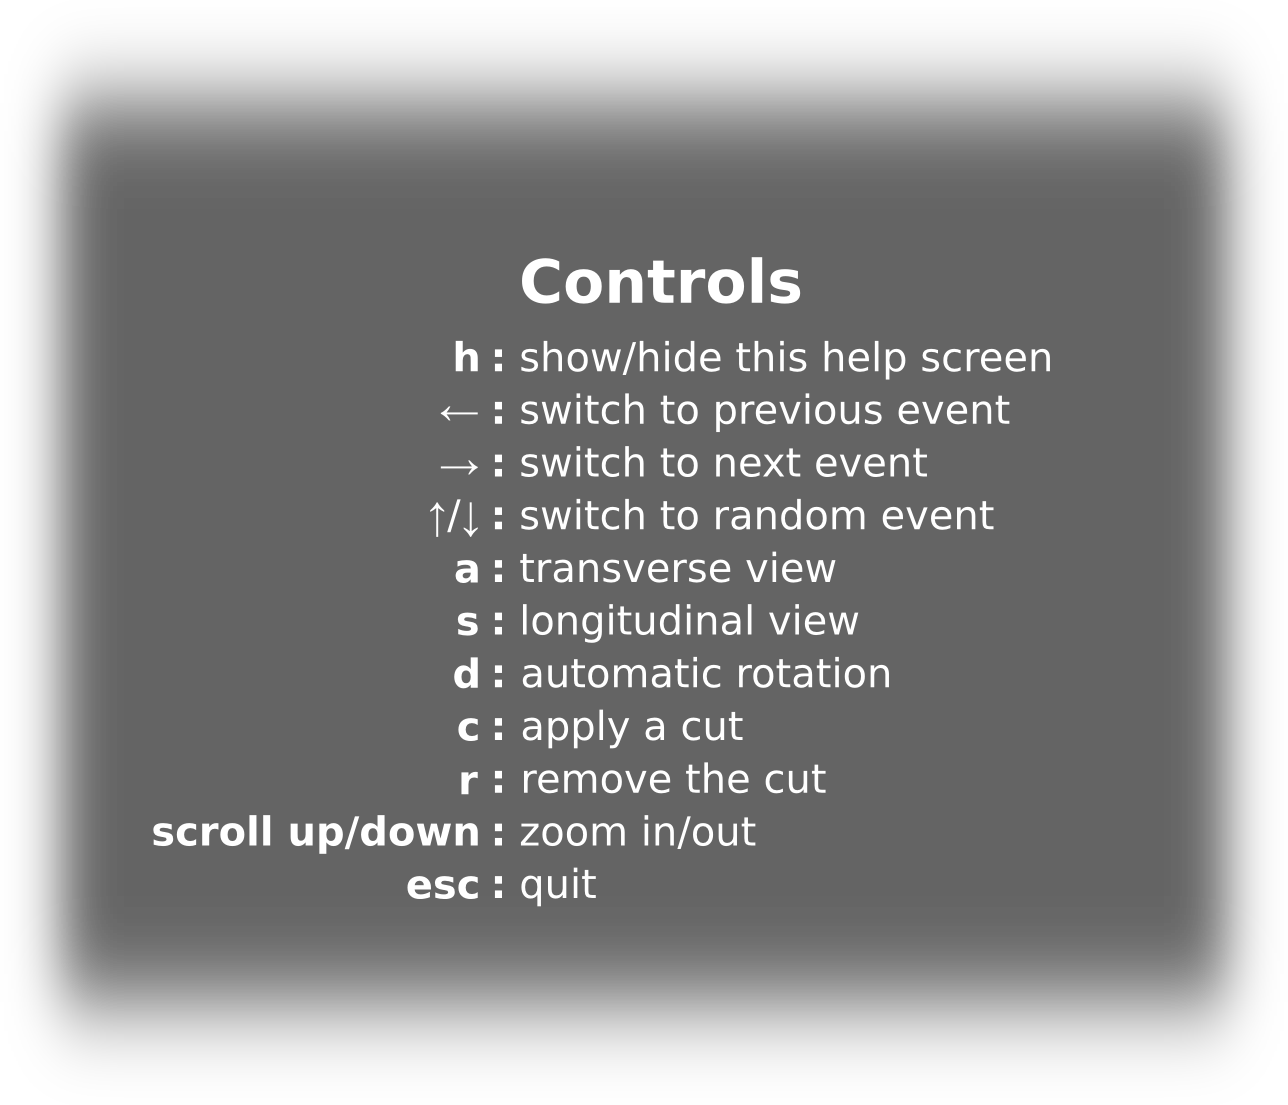 Controls
h : show/hide this help screen
← : switch to previous event
→ : switch to next event
↑/↓ : switch to random event
a : transverse view
s : longitudinal view
d : automatic rotation
c : apply a cut
r : remove the cut
scroll up/down : zoom in/out
esc : quit